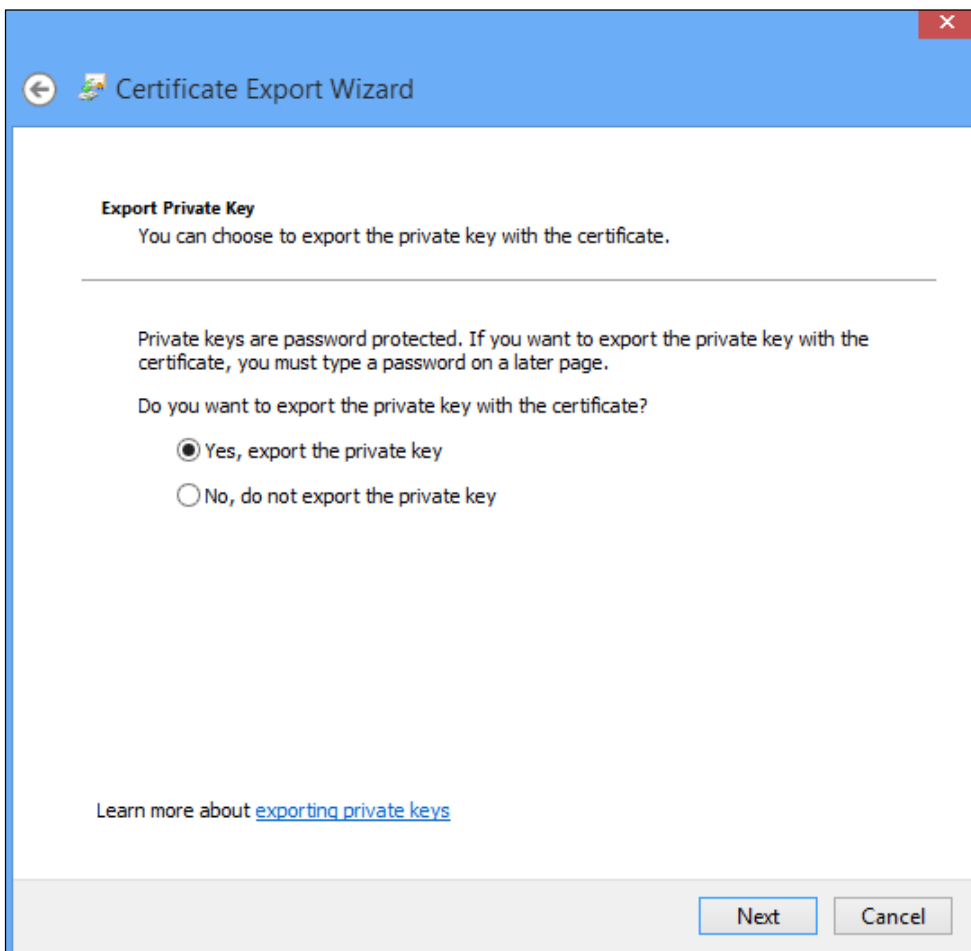 Certificate Export Wizard
Export Private Key
You can choose to export the private key with the certificate.
Private keys are password protected. If you want to export the private key with the
certificate, you must type a password on a later page.
Do you want to export the private key with the certificate?
Yes, export the private key
No, do not export the private key
Learn more about exporting private keys
Next Cancel